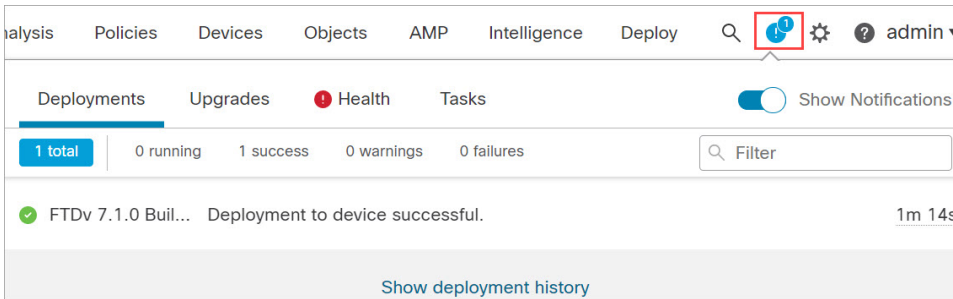 nalysis Policies Devices Objects AMP Intelligence Deploy 1 ? admin
Deployments Upgrades Health Tasks Show Notifications
1 total 0 running 1 success 0 warnings 0 failures Filter
FTDv 7.1.0 Buil... Deployment to device successful. 1m 14s
Show deployment history